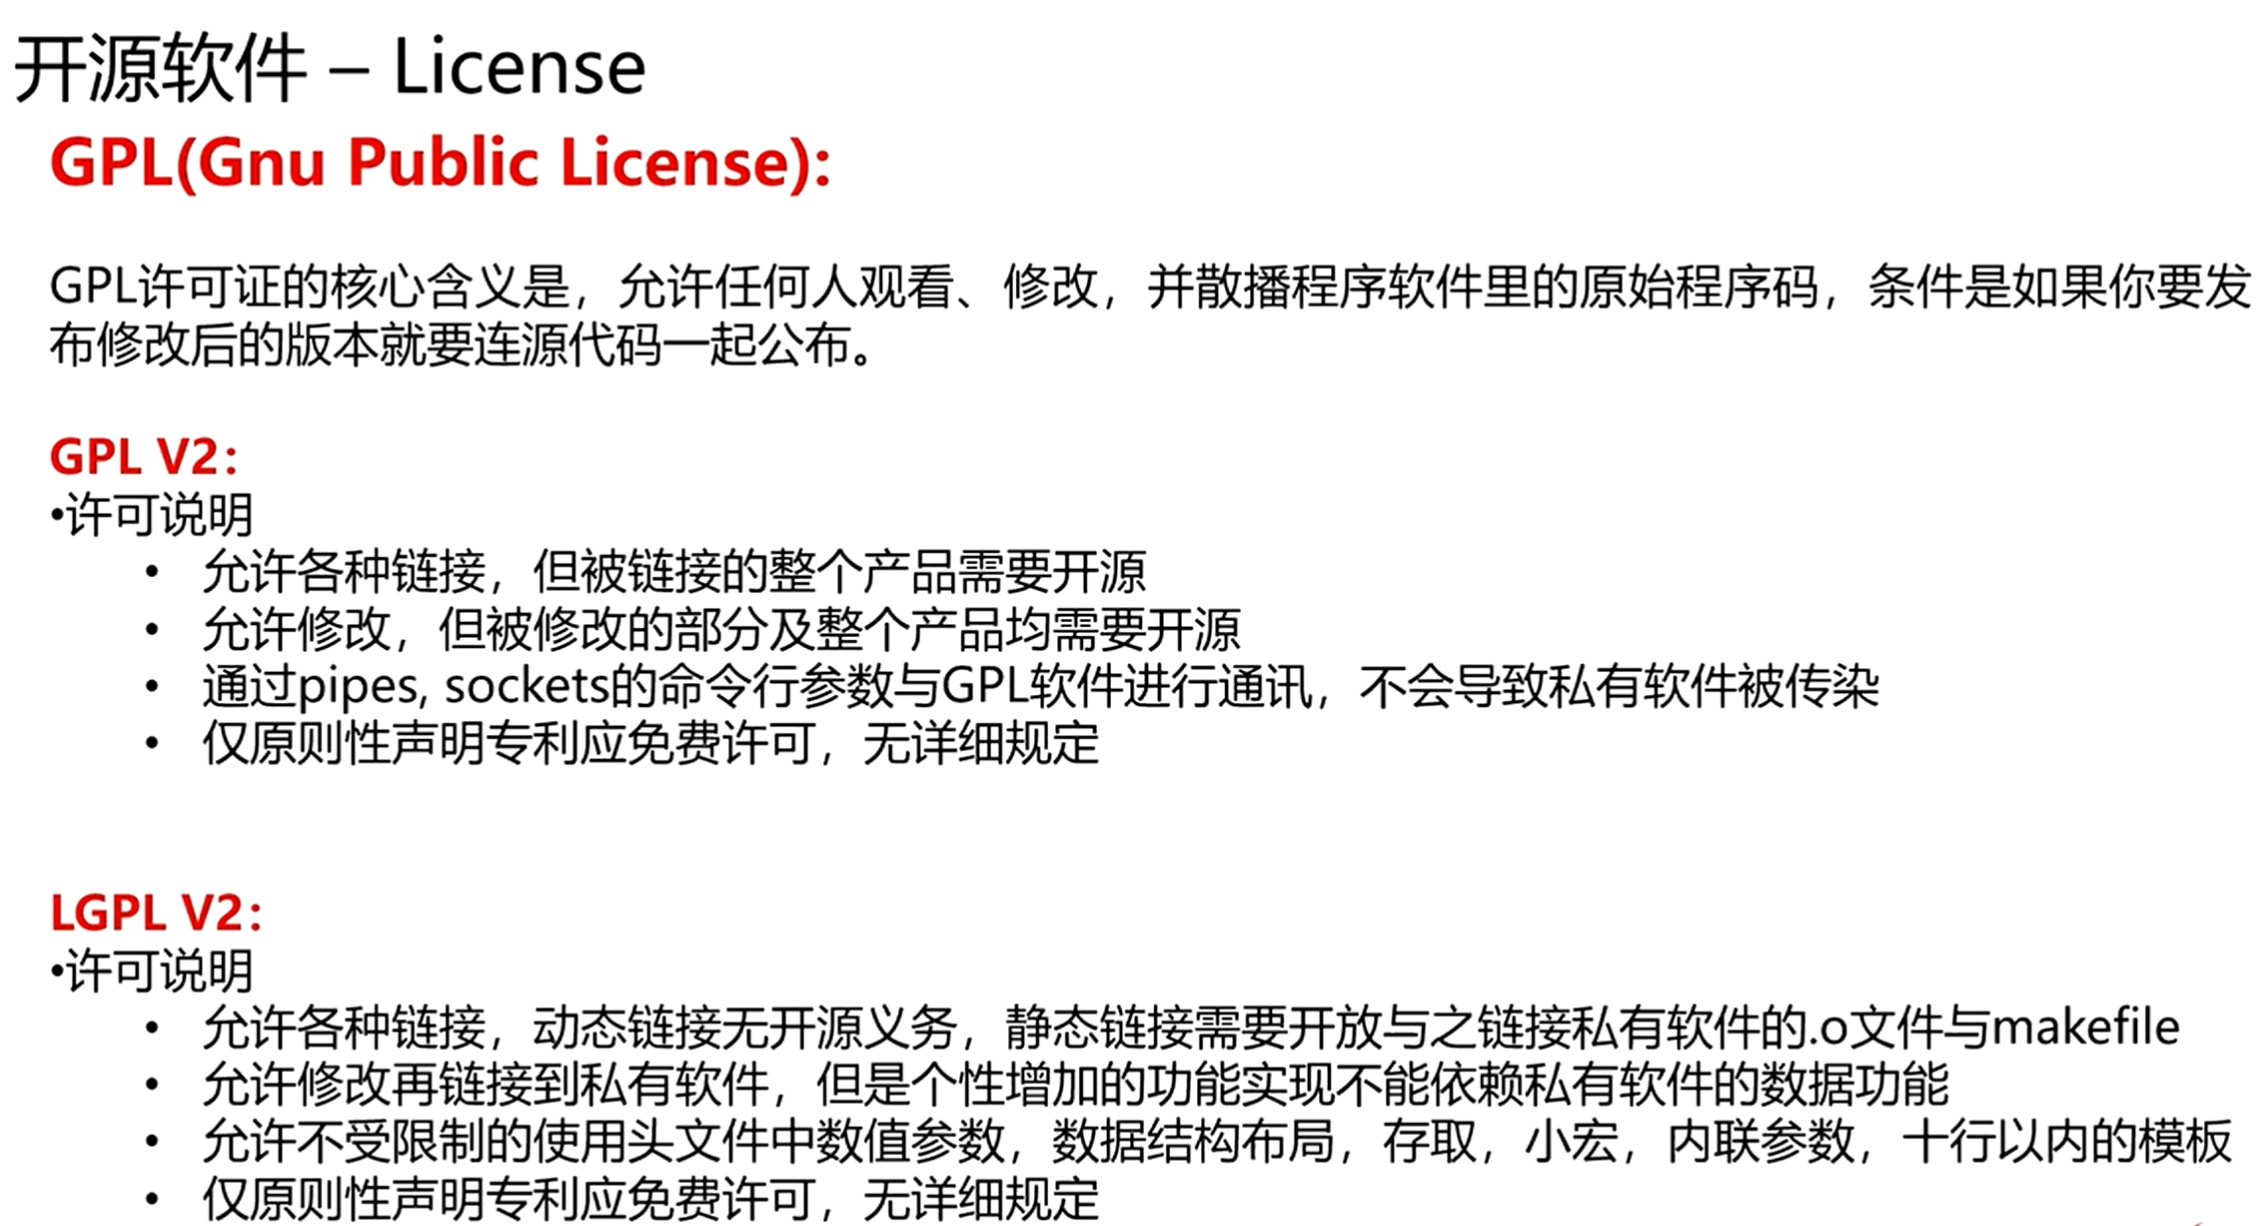 开源软件 – License
GPL(Gnu Public License):
GPL许可证的核心含义是，允许任何人观看、修改，并散播程序软件里的原始程序码，条件是如果你要发
布修改后的版本就要连源代码一起公布。
GPL V2：
•许可说明
• 允许各种链接，但被链接的整个产品需要开源
• 允许修改，但被修改的部分及整个产品均需要开源
• 通过pipes, sockets的命令行参数与GPL软件进行通讯，不会导致私有软件被传染
• 仅原则性声明专利应免费许可，无详细规定
LGPL V2：
•许可说明
• 允许各种链接，动态链接无开源义务，静态链接需要开放与之链接私有软件的.o文件与makefile
• 允许修改再链接到私有软件，但是个性增加的功能实现不能依赖私有软件的数据功能
• 允许不受限制的使用头文件中数值参数，数据结构布局，存取，小宏，内联参数，十行以内的模板
• 仅原则性声明专利应免费许可，无详细规定